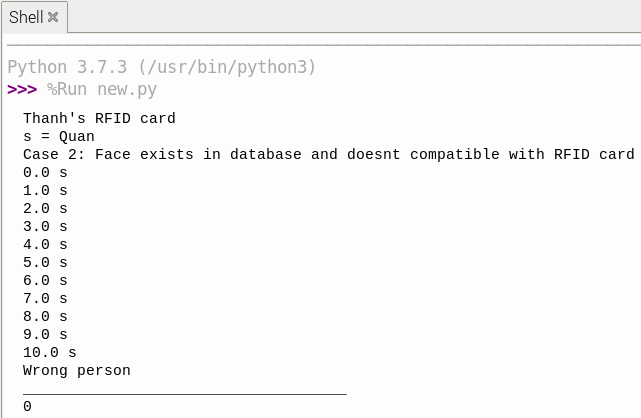 Shell
Python 3.7.3 (/usr/bin/python3)
>>> %Run new.py
Thanh's RFID card
s = Quan
Case 2: Face exists in database and doesnt compatible with RFID card
0.0 s
1.0 s
2.0 s
3.0 s
4.0 s
5.0 s
6.0 s
7.0 s
8.0 s
9.0 s
10.0 s
Wrong person
____________________________________
0